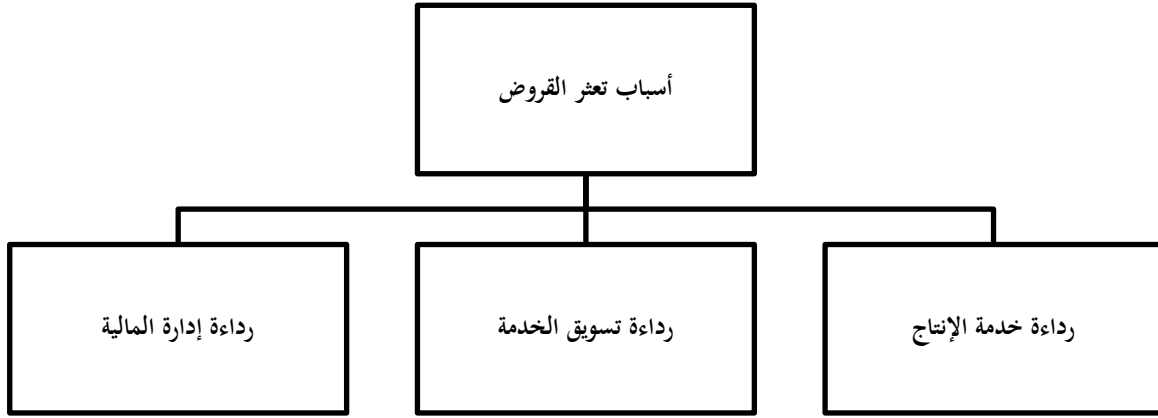 أسباب تعثر القروض
رداءة خدمة الإنتاج
رداءة تسويق الخدمة
رداءة إدارة المالية